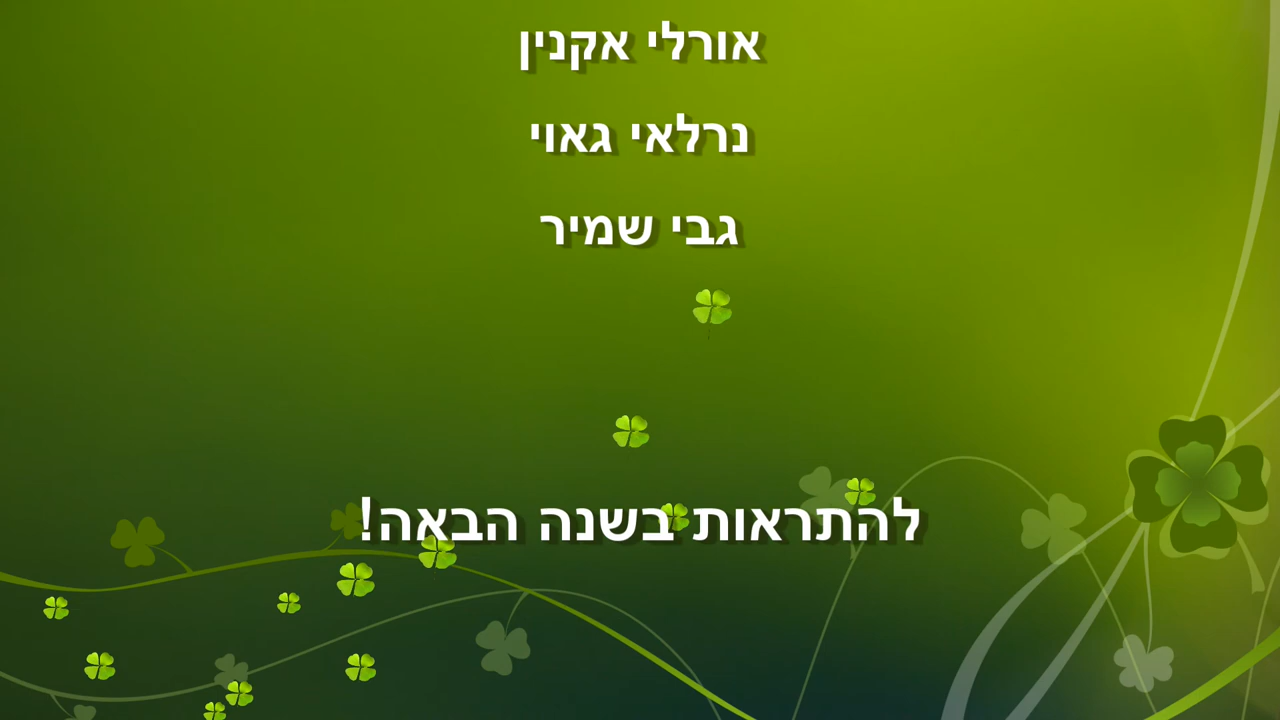 אורלי אקנין
נרלאי גאוי
גבי שמיר
להתראות בשנה הבאה!